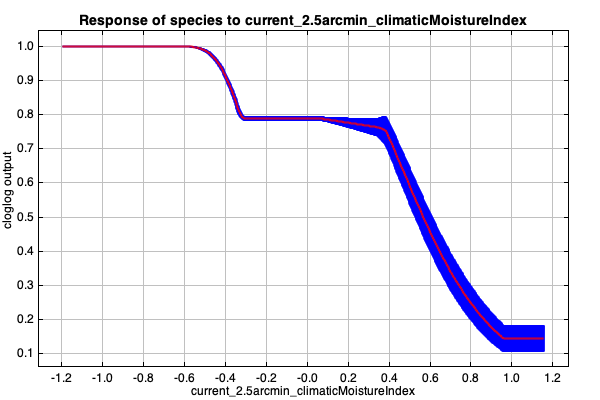 Response of species to current_2.5arcmin_climaticMoistureIndex
cloglog output
1.0
0.9
0.8
0.7
0.6
0.5
0.4
0.3
0.2
0.1
-1.2 -1.0 -0.8 -0.6 -0.4 -0.2 -0.0 0.2 0.4 0.6 0.8 1.0 1.2
current_2.5arcmin_climaticMoistureIndex